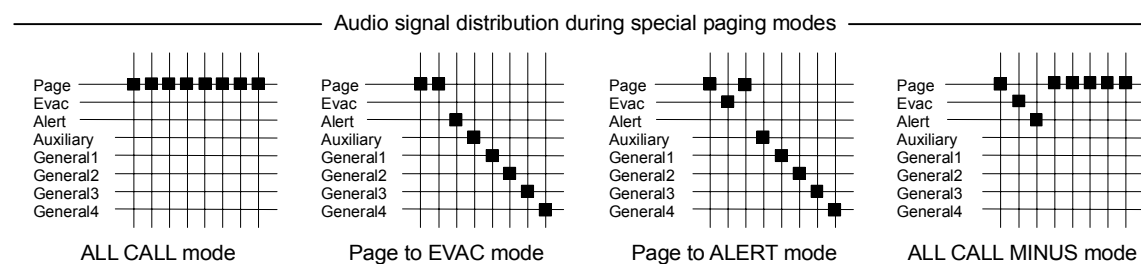 Audio signal distribution during special paging modes
Page
Evac
Alert
Auxiliary
General1
General2
General3
General4
ALL CALL mode
Page
Evac
Alert
Auxiliary
General1
General2
General3
General4
Page to EVAC mode
Page
Evac
Alert
Auxiliary
General1
General2
General3
General4
Page to ALERT mode
Page
Evac
Alert
Auxiliary
General1
General2
General3
General4
ALL CALL MINUS mode